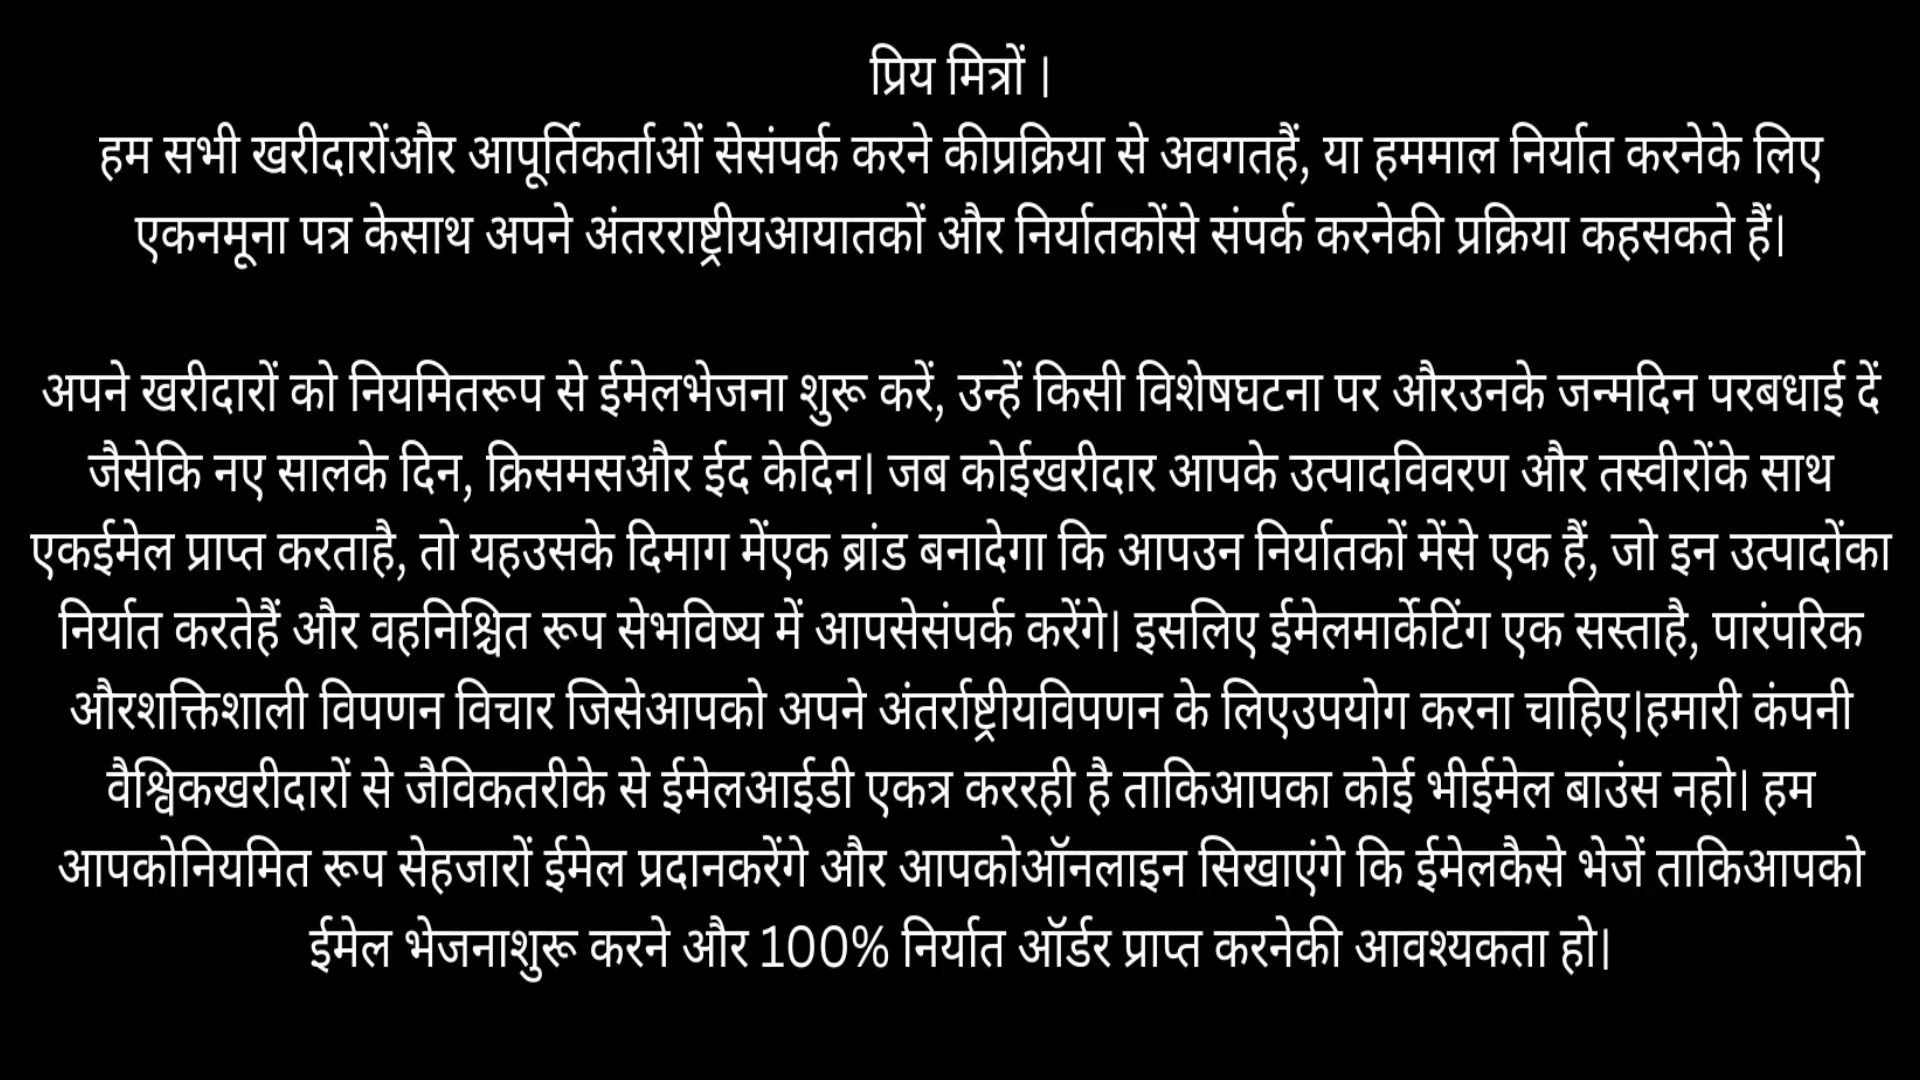 प्रिय मित्रों ।
हम सभी खरीदारोंऔर आपूर्तिकर्ताओं सेसंपर्क करने कीप्रक्रिया से अवगतहैं, या हममाल निर्यात करनेके लिए
एकनमूना पत्र केसाथ अपने अंतरराष्ट्रीयआयातकों और निर्यातकोंसे संपर्क करनेकी प्रक्रिया कहसकते हैं।
अपने खरीदारों को नियमितरूप से ईमेलभेजना शुरू करें, उन्हें किसी विशेषघटना पर औरउनके जन्मदिन परबधाई दें
जैसेकि नए सालके दिन, क्रिसमसऔर ईद केदिन। जब कोईखरीदार आपके उत्पादविवरण और तस्वीरोंके साथ
एकईमेल प्राप्त करताहै, तो यहउसके दिमाग मेंएक ब्रांड बनादेगा कि आपउन निर्यातकों मेंसे एक हैं, जो इन उत्पादोंका
निर्यात करतेहैं और वहनिश्चित रूप सेभविष्य में आपसेसंपर्क करेंगे। इसलिए ईमेलमार्केटिंग एक सस्ताहै, पारंपरिक
औरशक्तिशाली विपणन विचार जिसेआपको अपने अंतर्राष्ट्रीयविपणन के लिएउपयोग करना चाहिए।हमारी कंपनी
वैश्विकखरीदारों से जैविकतरीके से ईमेलआईडी एकत्र कररही है ताकिआपका कोई भीईमेल बाउंस नहो। हम
आपकोनियमित रूप सेहजारों ईमेल प्रदानकरेंगे और आपकोऑनलाइन सिखाएंगे कि ईमेलकैसे भेजें ताकिआपको
ईमेल भेजनाशुरू करने और 100% निर्यात ऑर्डर प्राप्त करनेकी आवश्यकता हो।